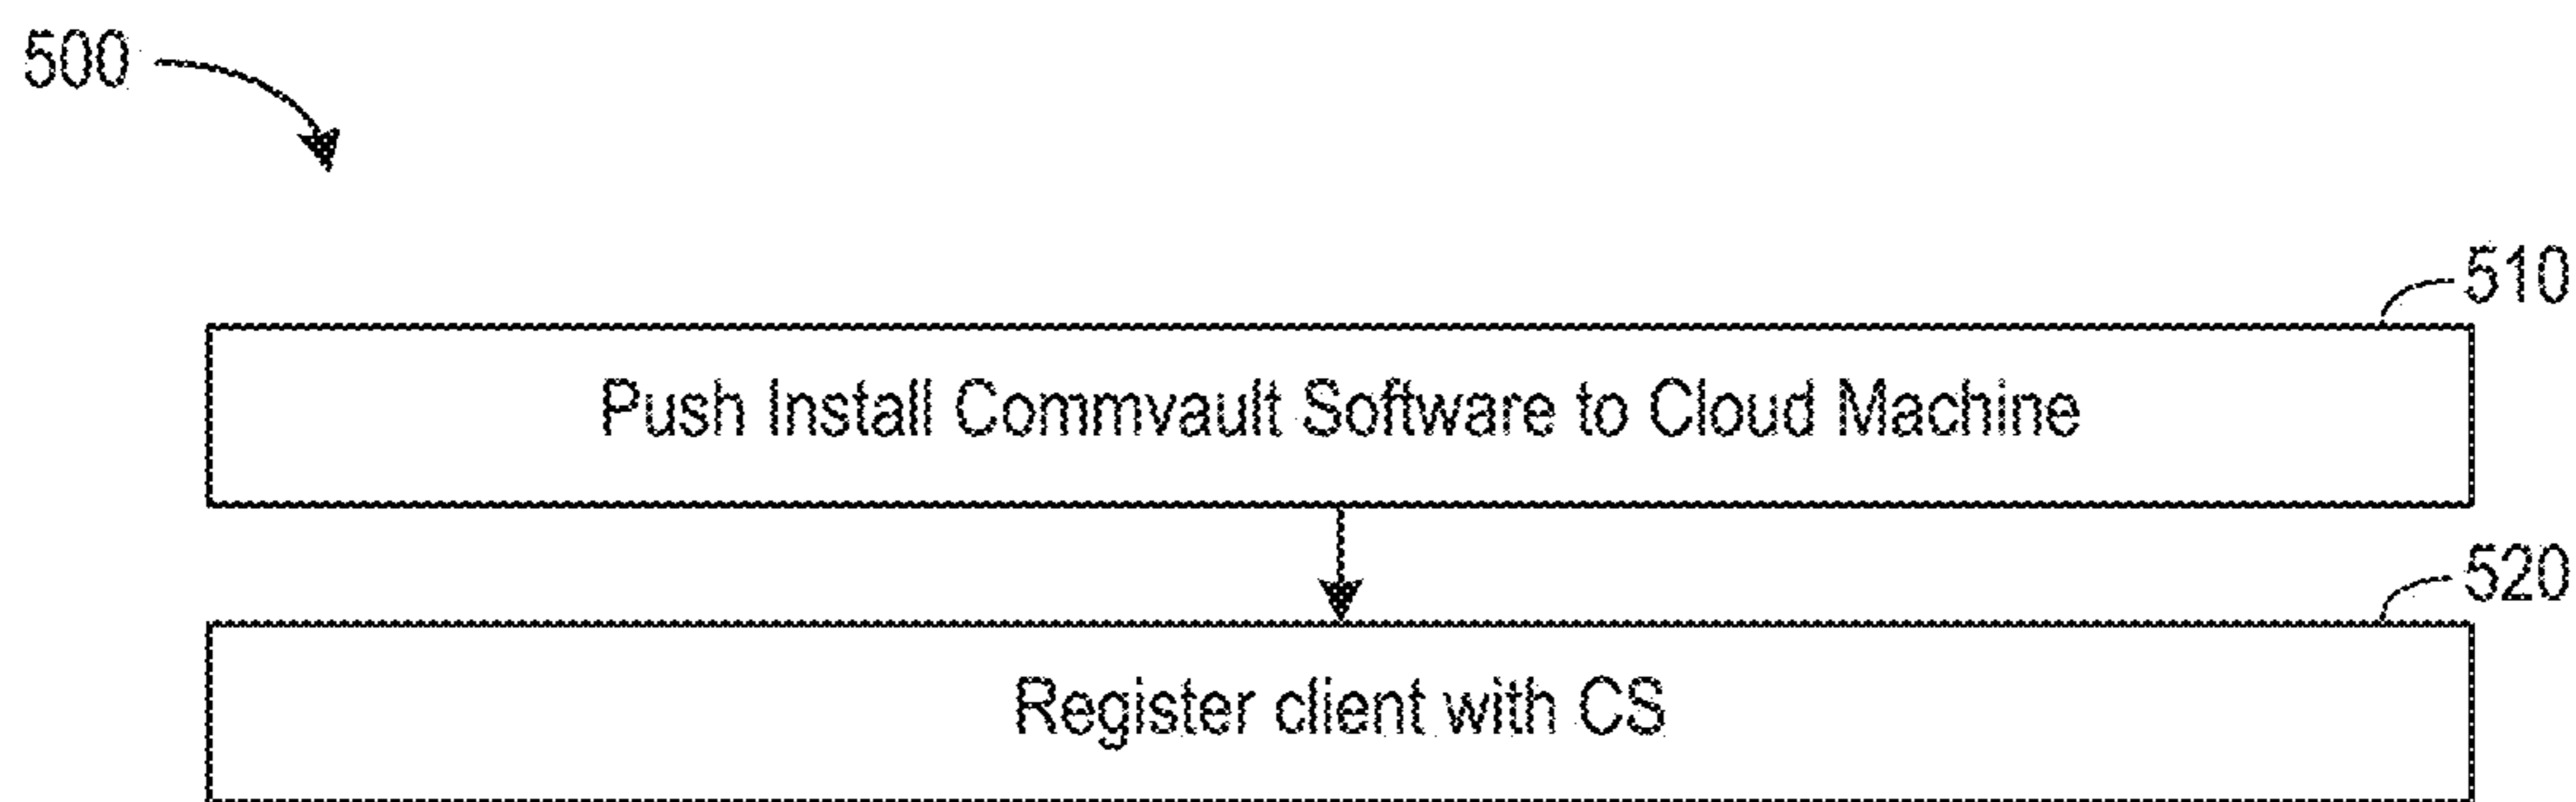 500
510
Push Install Commvault Software to Cloud Machine
520
Register client with CS